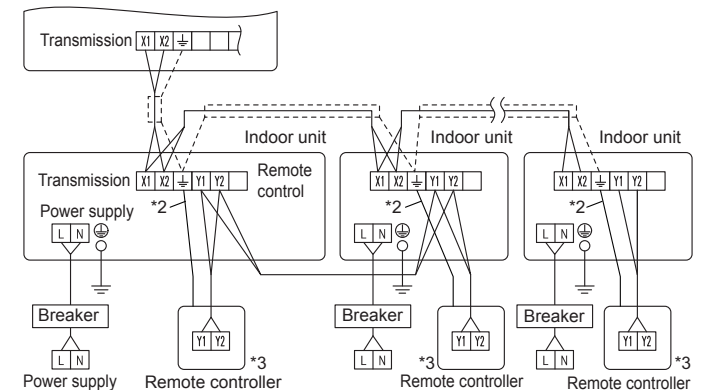 Transmission X1 X2 ⏚
Indoor unit Indoor unit Indoor unit
Transmission X1 X2 ⏚ Y1 Y2 Remote control
X1 X2 ⏚ Y1 Y2
X1 X2 ⏚ Y1 Y2
*2 *2 *2
Power supply
L N L N L N
Breaker Breaker Breaker
Y1 Y2 Y1 Y2 Y1 Y2
L N L N L N
*3 *3 *3
Power supply Remote controller Remote controller Remote controller